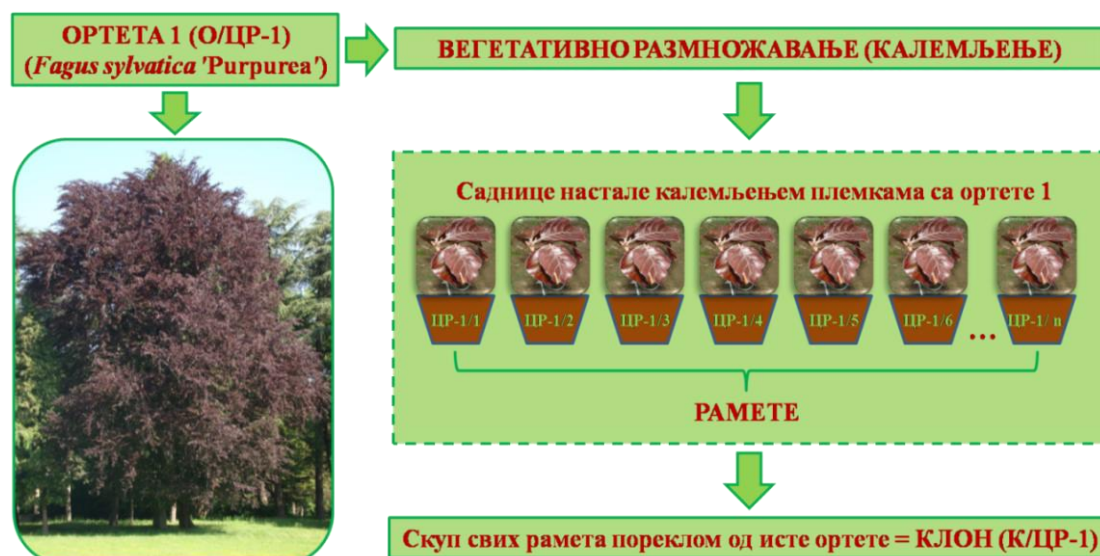 ОРТЕТА 1 (О/ЦР-1)
(Fagus sylvatica 'Purpurea')
ВЕГЕТАТИВНО РАЗМНОЖАВАЊЕ (КАЛЕМЉЕЊЕ)
Саднице настале калемљењем племкама са ортете 1
ЦР-1/1 ЦР-1/2 ЦР-1/3 ЦР-1/4 ЦР-1/5 ЦР-1/6 ... ЦР-1/ n
РАМЕТЕ
Скуп свих рамета пореклом од исте ортете = КЛОН (К/ЦР-1)